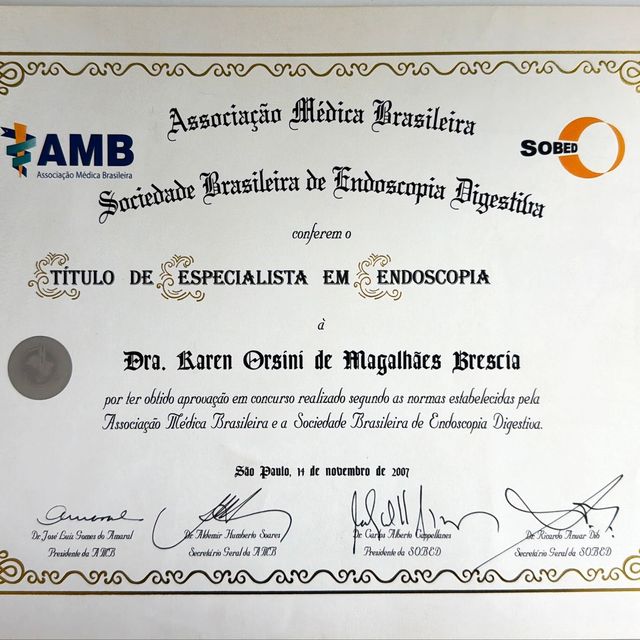 Associação Médica Brasileira
AMB
Associação Médica Brasileira
SOBED
Sociedade Brasileira de Endoscopia Digestiva
conferem o
TÍTULO DE ESPECIALISTA EM ENDOSCOPIA
à
Dra. Karen Orsini de Magalhães Brescia
por ter obtido aprovação em concurso realizado segundo as normas estabelecidas pela
Associação Médica Brasileira e a Sociedade Brasileira de Endoscopia Digestiva.
São Paulo, 14 de novembro de 2007
Dr. José Luiz Gomes do Amaral
Presidente da AMB
Dr. Aldemir Humberto Soares
Secretário Geral da AMB
Dr. Carlos Alberto Cappellanes
Presidente da SOBED
Dr. Ricardo Anuar Dib
Secretário Geral da SOBED